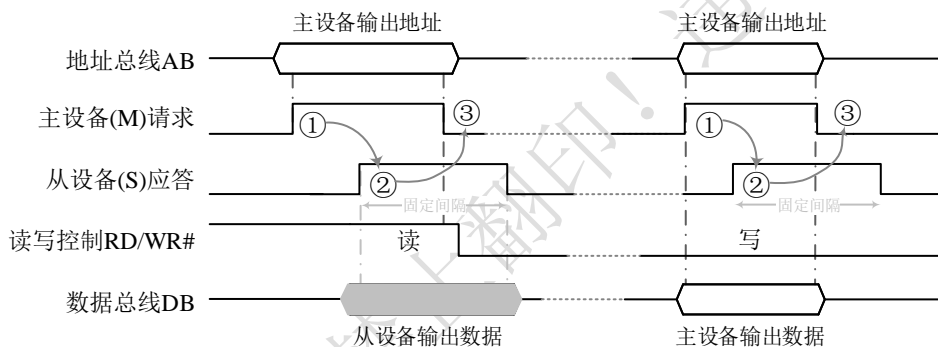 主设备输出地址 主设备输出地址
地址总线AB
主设备(M)请求 ① ③ ① ③
从设备(S)应答 ② ②
固定间隔 固定间隔
读写控制RD/WR# 读 写
数据总线DB
从设备输出数据 主设备输出数据
上翻印！